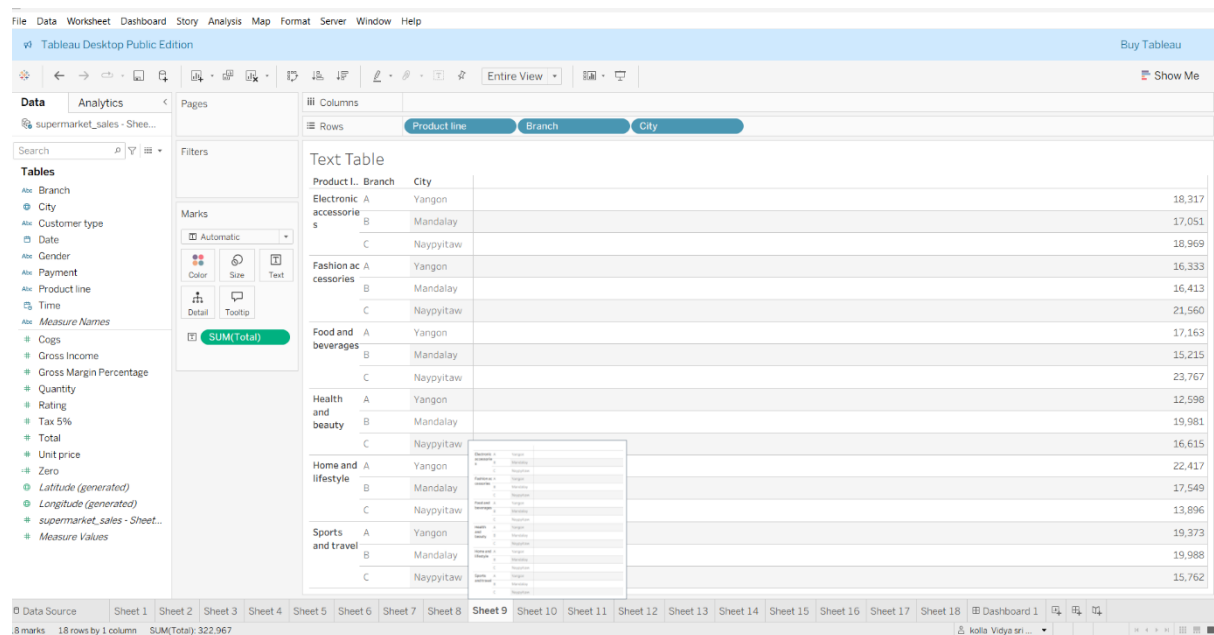 File Data Worksheet Dashboard Story Analysis Map Format Server Window Help
Tableau Desktop Public Edition Buy Tableau
Entire View Show Me
Data Analytics
supermarket_sales - Shee...
Search
Tables
Abc Branch
City
Abc Customer type
Date
Abc Gender
Abc Payment
Abc Product line
Time
Abc Measure Names
# Cogs
# Gross Income
# Gross Margin Percentage
# Quantity
# Rating
# Tax 5%
# Total
# Unit price
=# Zero
Latitude (generated)
Longitude (generated)
# supermarket_sales - Sheet...
# Measure Values
Pages
Filters
Marks
Automatic
Color Size Text
Detail Tooltip
SUM(Total)
Columns
Rows Product line Branch City
Text Table
Product l.. Branch City
Electronic accessories A Yangon 18,317
B Mandalay 17,051
C Naypyitaw 18,969
Fashion accessories A Yangon 16,333
B Mandalay 16,413
C Naypyitaw 21,560
Food and beverages A Yangon 17,163
B Mandalay 15,215
C Naypyitaw 23,767
Health and beauty A Yangon 12,598
B Mandalay 19,981
C Naypyitaw 16,615
Home and lifestyle A Yangon 22,417
B Mandalay 17,549
C Naypyitaw 13,896
Sports and travel A Yangon 19,373
B Mandalay 19,988
C Naypyitaw 15,762
Data Source Sheet 1 Sheet 2 Sheet 3 Sheet 4 Sheet 5 Sheet 6 Sheet 7 Sheet 8 Sheet 9 Sheet 10 Sheet 11 Sheet 12 Sheet 13 Sheet 14 Sheet 15 Sheet 16 Sheet 17 Sheet 18 Dashboard 1
8 marks 18 rows by 1 column SUM(Total): 322,967 kolla Vidya sri ...